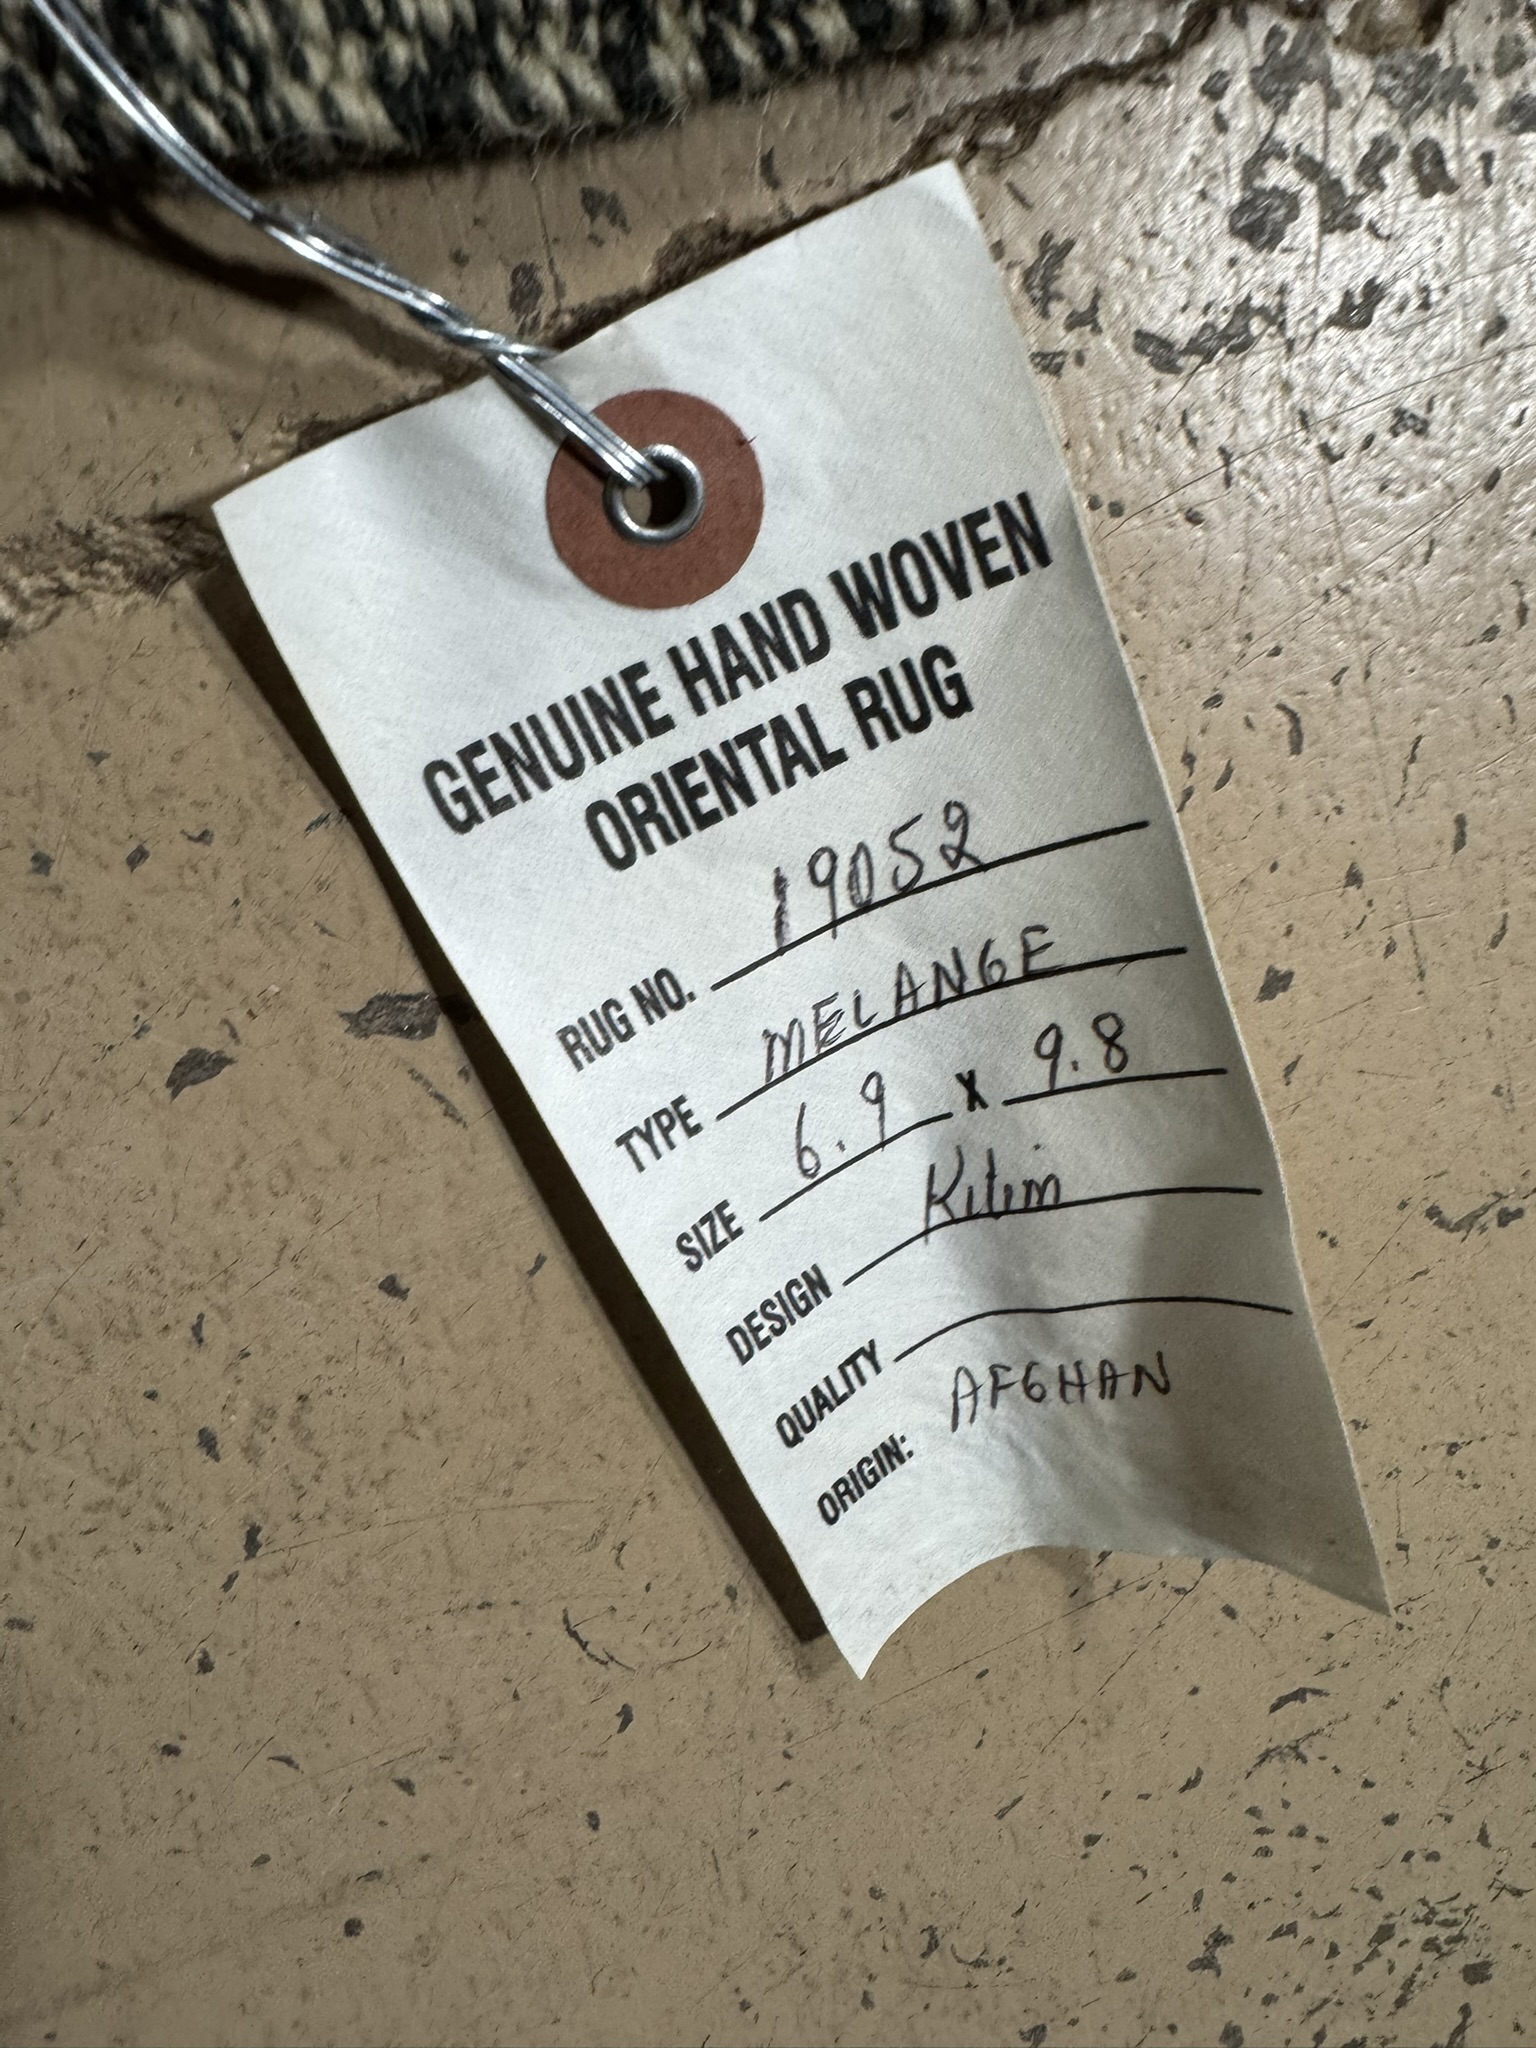 GENUINE HAND WOVEN
ORIENTAL RUG
RUG NO. 19052
TYPE MELANGE
SIZE 6.9 X 9.8
DESIGN Kilim
QUALITY
ORIGIN: AFGHAN